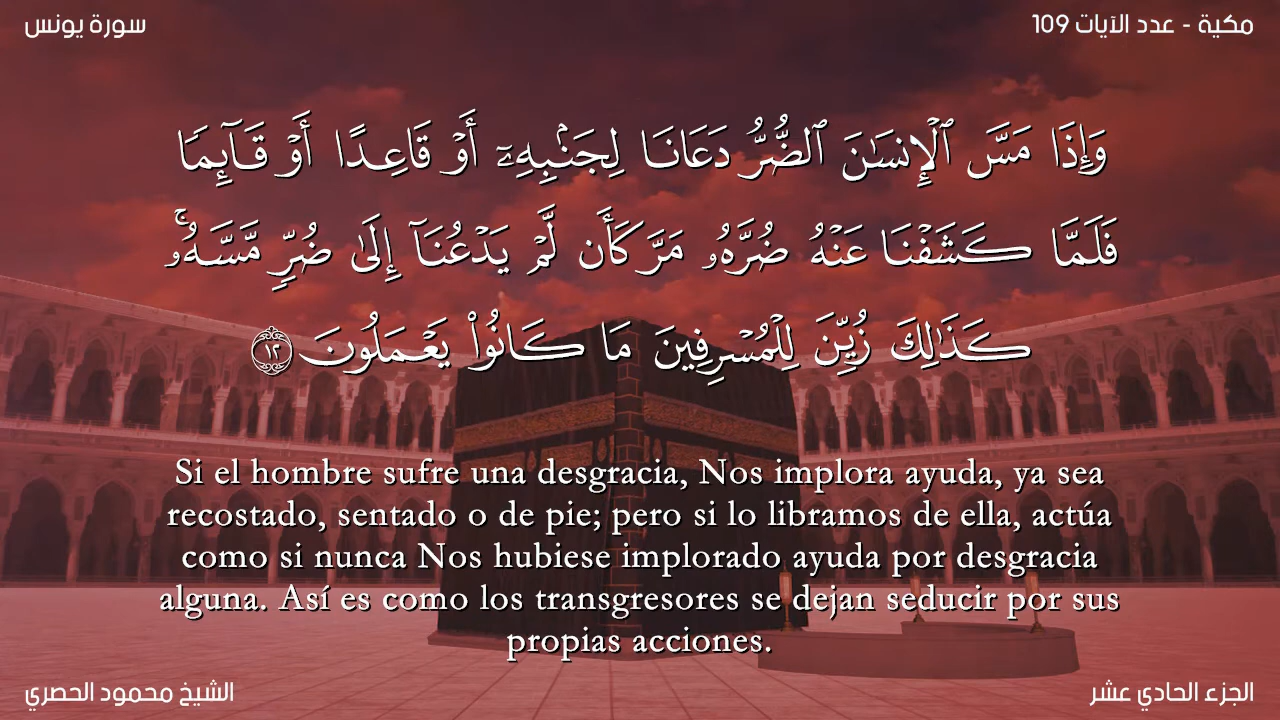 مكية - عدد الآيات 109
سورة يونس
وَإِذَا مَسَّ ٱلْإِنسَٰنَ ٱلضُّرُّ دَعَانَا لِجَنۢبِهِۦٓ أَوْ قَاعِدًا أَوْ قَآئِمًا
فَلَمَّا كَشَفْنَا عَنْهُ ضُرَّهُۥ مَرَّ كَأَن لَّمْ يَدْعُنَآ إِلَىٰ ضُرٍّ مَّسَّهُۥ ۚ
كَذَٰلِكَ زُيِّنَ لِلْمُسْرِفِينَ مَا كَانُوا۟ يَعْمَلُونَ ١٢
Si el hombre sufre una desgracia, Nos implora ayuda, ya sea
recostado, sentado o de pie; pero si lo libramos de ella, actúa
como si nunca Nos hubiese implorado ayuda por desgracia
alguna. Así es como los transgresores se dejan seducir por sus
propias acciones.
الجزء الحادي عشر
الشيخ محمود الحصري